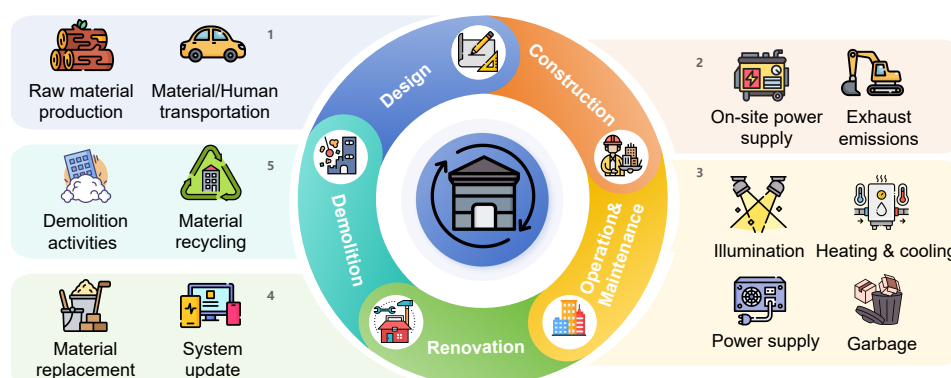 1
Raw material
production
Material/Human
transportation
Design
Construction
2
On-site power
supply
Exhaust
emissions
5
Demolition
activities
Material
recycling
Demolition
Operation&
Maintenance
3
Illumination
Heating & cooling
Power supply
Garbage
4
Material
replacement
System
update
Renovation